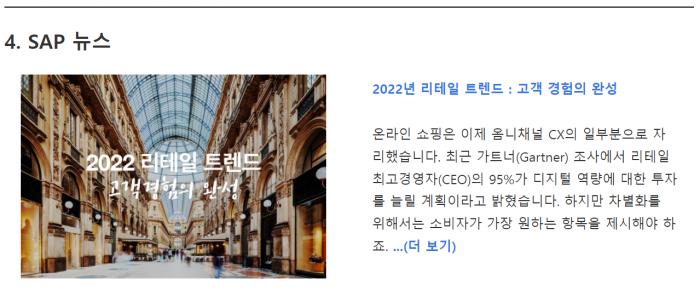 4. SAP 뉴스
2022 리테일 트렌드
고객경험의 완성
2022년 리테일 트렌드 : 고객 경험의 완성
온라인 쇼핑은 이제 옴니채널 CX의 일부분으로 자
리했습니다. 최근 가트너(Gartner) 조사에서 리테일
최고경영자(CEO)의 95%가 디지털 역량에 대한 투자
를 늘릴 계획이라고 밝혔습니다. 하지만 차별화를
위해서는 소비자가 가장 원하는 항목을 제시해야 하
죠. ...(더 보기)